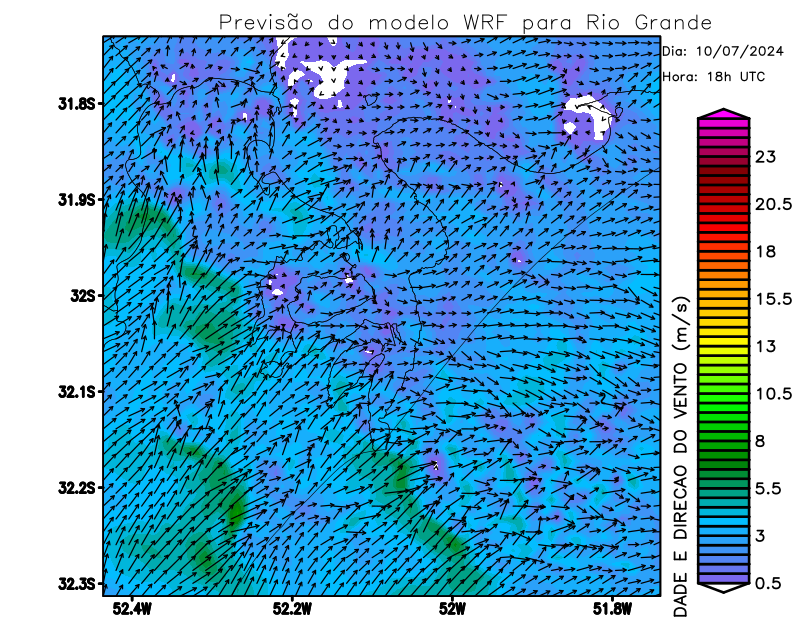 Previsão do modelo WRF para Rio Grande
Dia: 10/07/2024
Hora: 18h UTC
31.8S
31.9S
32S
32.1S
32.2S
32.3S
52.4W
52.2W
52W
51.8W
23
20.5
18
15.5
13
10.5
8
5.5
3
0.5
DADE E DIRECAO DO VENTO (m/s)